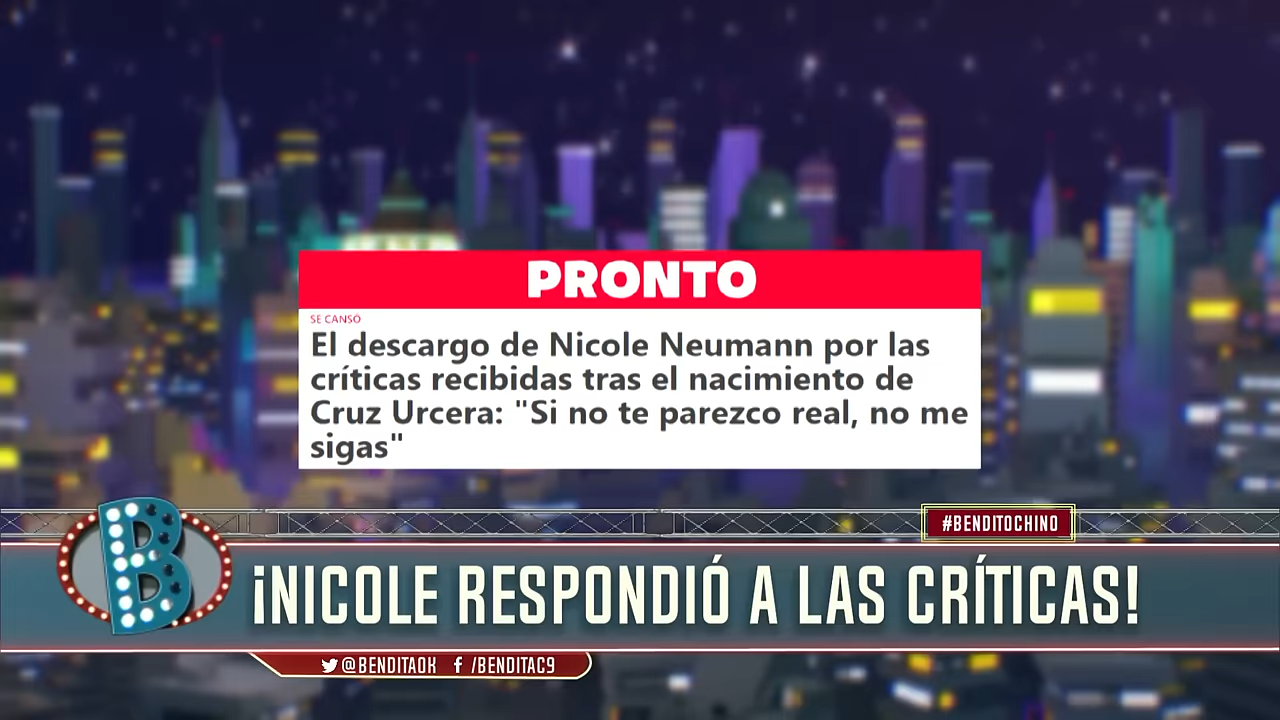 PRONTO
SE CANSÓ
El descargo de Nicole Neumann por las
críticas recibidas tras el nacimiento de
Cruz Urcera: "Si no te parezco real, no me
sigas"
#BENDITOCHINO
B
¡NICOLE RESPONDIÓ A LAS CRÍTICAS!
@BENDITAOK f /BENDITAC9